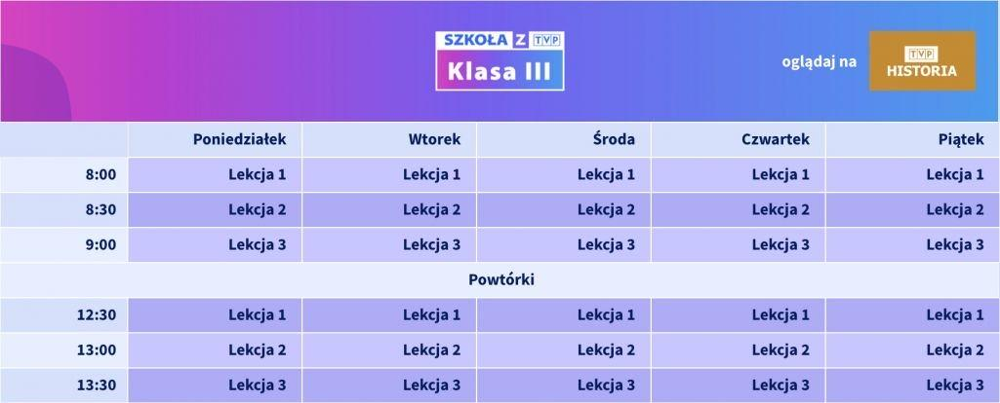 SZKOŁA Z TVP
Klasa III
oglądaj na
TVP
HISTORIA
Poniedziałek Wtorek Środa Czwartek Piątek
8:00 Lekcja 1 Lekcja 1 Lekcja 1 Lekcja 1 Lekcja 1
8:30 Lekcja 2 Lekcja 2 Lekcja 2 Lekcja 2 Lekcja 2
9:00 Lekcja 3 Lekcja 3 Lekcja 3 Lekcja 3 Lekcja 3
Powtórki
12:30 Lekcja 1 Lekcja 1 Lekcja 1 Lekcja 1 Lekcja 1
13:00 Lekcja 2 Lekcja 2 Lekcja 2 Lekcja 2 Lekcja 2
13:30 Lekcja 3 Lekcja 3 Lekcja 3 Lekcja 3 Lekcja 3